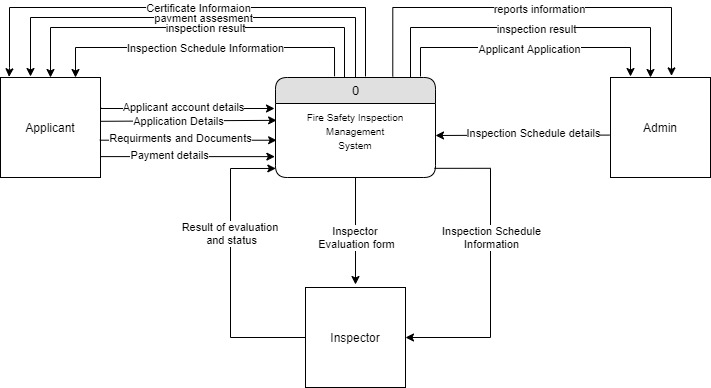 Certificate Informaion
payment assesment
inspection result
Inspection Schedule Information
reports information
inspection result
Applicant Application
0
Fire Safety Inspection
Management
System
Applicant
Applicant account details
Application Details
Requirments and Documents
Payment details
Inspection Schedule details
Admin
Result of evaluation
and status
Inspector
Evaluation form
Inspection Schedule
Information
Inspector